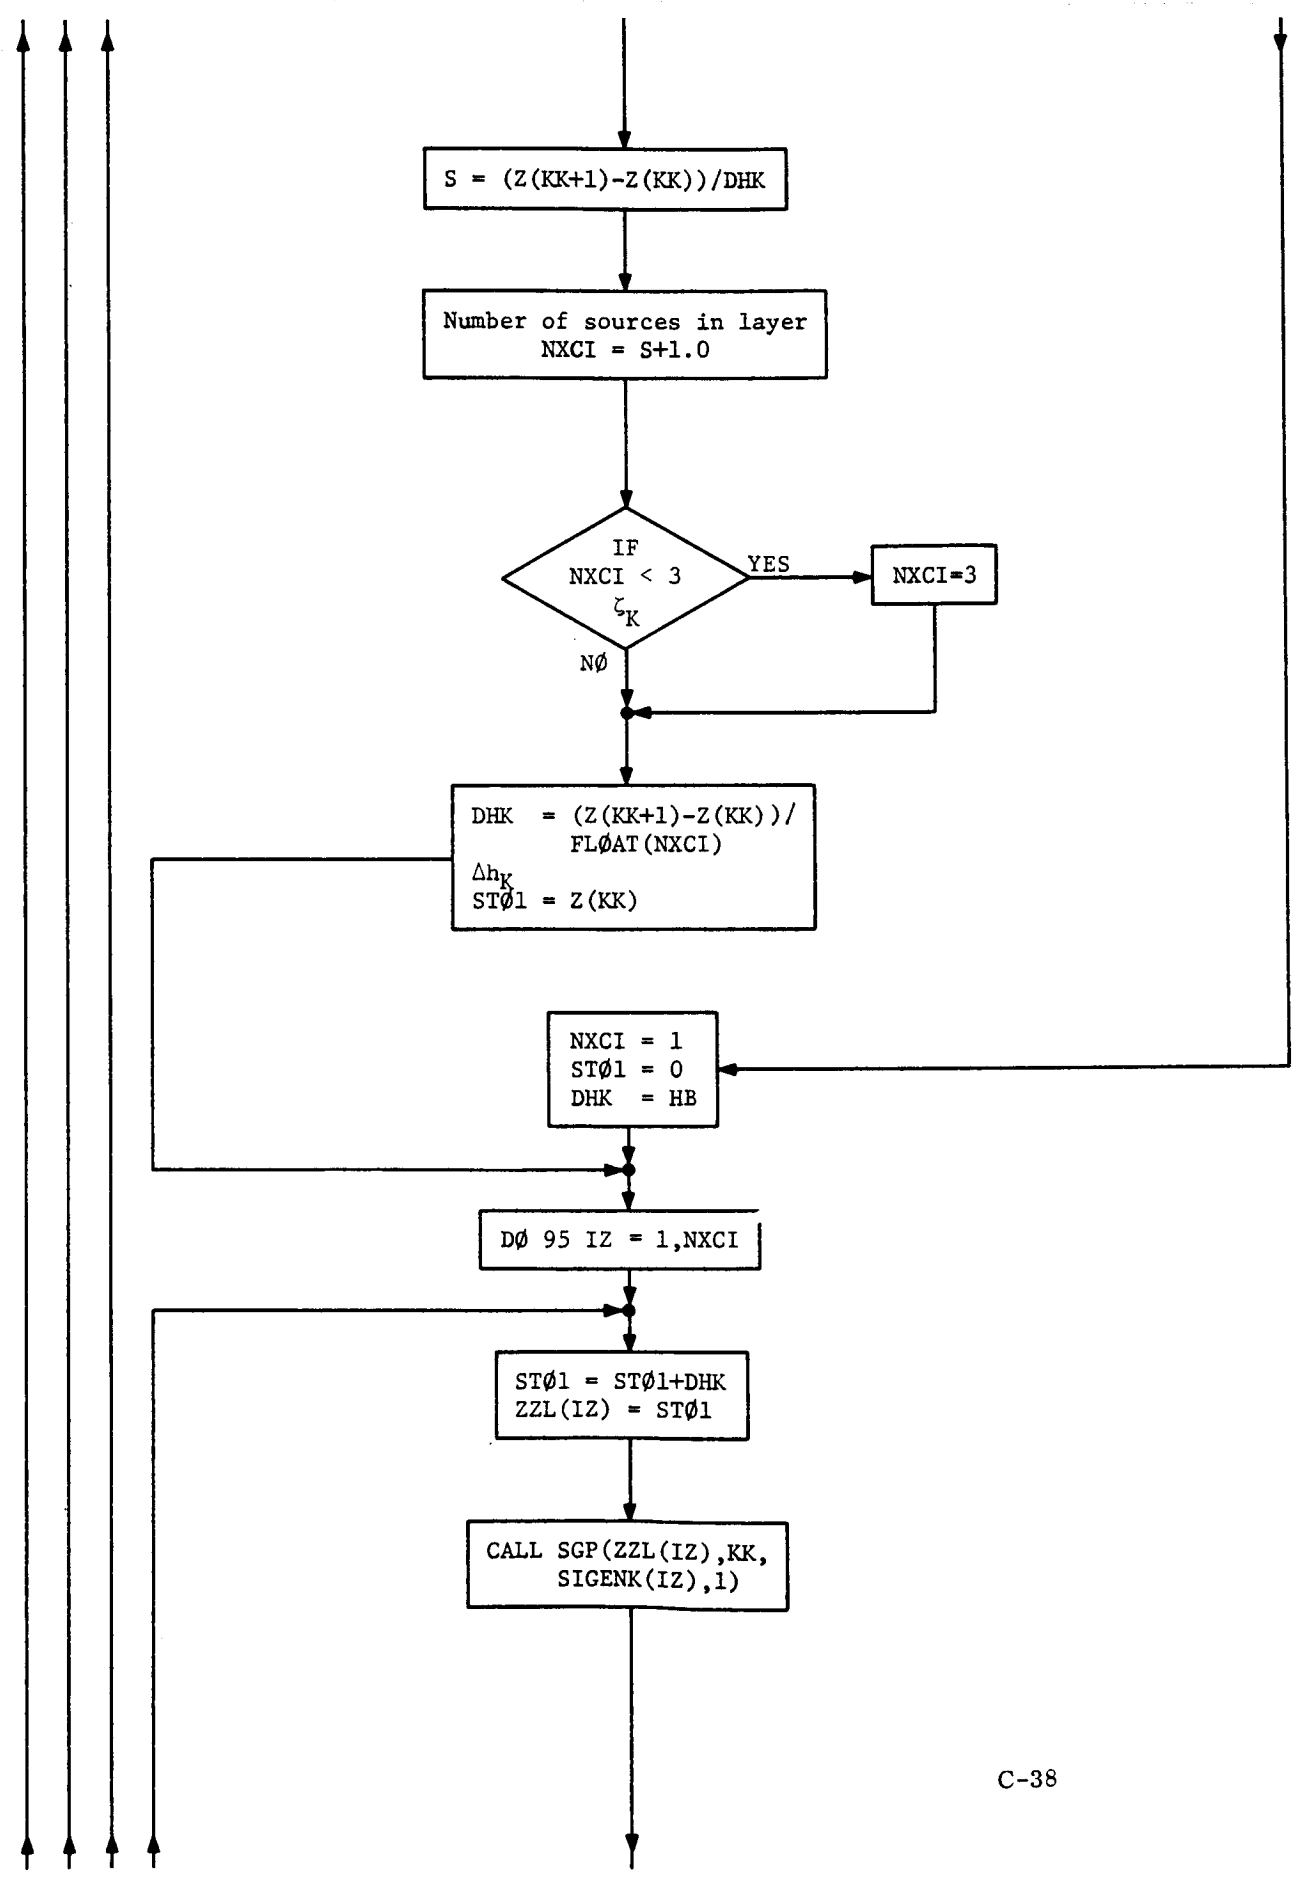 S = (Z(KK+1)-Z(KK))/DHK
Number of sources in layer
NXCI = S+1.0
IF
NXCI < 3
ζK
YES
NXCI=3
NØ
DHK = (Z(KK+1)-Z(KK))/
FLØAT(NXCI)
ΔhK
STØ1 = Z(KK)
NXCI = 1
STØ1 = 0
DHK = HB
DØ 95 IZ = 1,NXCI
STØ1 = STØ1+DHK
ZZL(IZ) = STØ1
CALL SGP(ZZL(IZ),KK,
SIGENK(IZ),1)
C-38